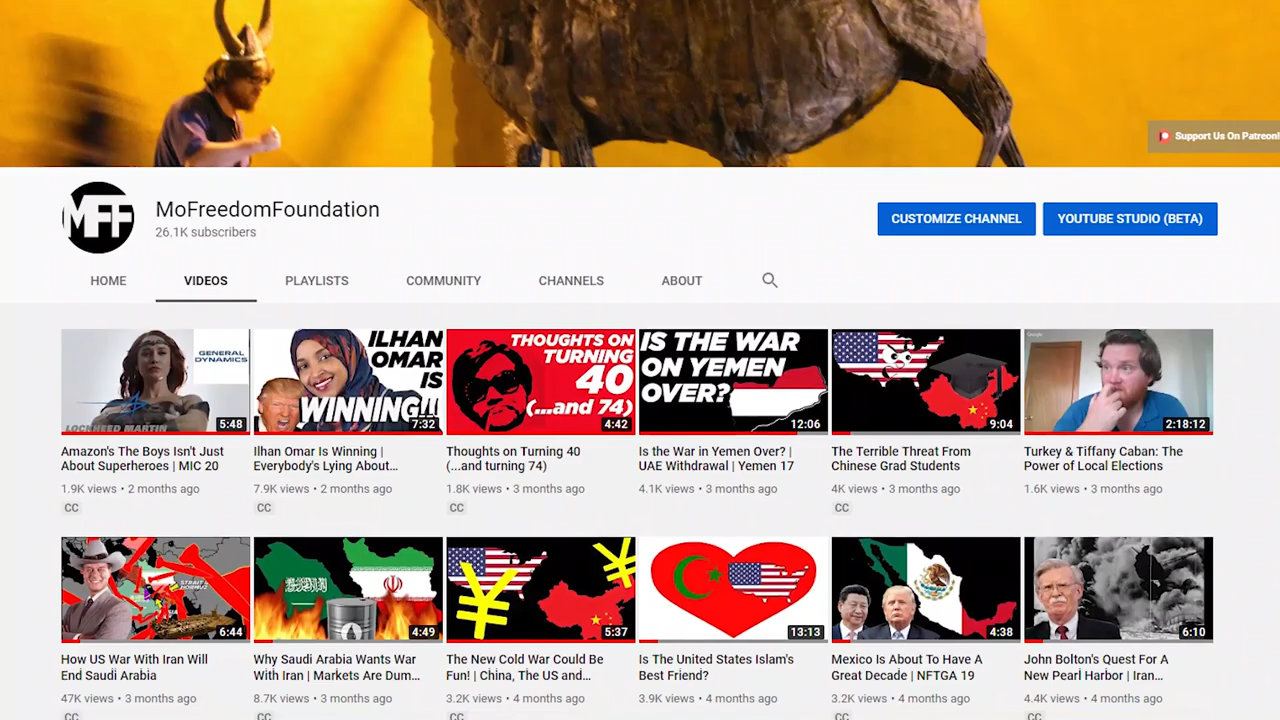 Support Us On Patreon!
MFF
MoFreedomFoundation
26.1K subscribers
CUSTOMIZE CHANNEL
YOUTUBE STUDIO (BETA)
HOME
VIDEOS
PLAYLISTS
COMMUNITY
CHANNELS
ABOUT
GENERAL
DYNAMICS
LOCKHEED MARTIN
5:48
ILHAN
OMAR
IS
WINNING!!!
7:32
THOUGHTS ON
TURNING
40
(...and 74)
4:42
IS THE WAR
ON YEMEN
OVER?
12:06
9:04
Google
2:18:12
Amazon's The Boys Isn't Just
About Superheroes | MIC 20
1.9K views • 2 months ago
CC
Ilhan Omar Is Winning |
Everybody's Lying About...
7.9K views • 2 months ago
CC
Thoughts on Turning 40
(...and turning 74)
1.8K views • 3 months ago
CC
Is the War in Yemen Over? |
UAE Withdrawal | Yemen 17
4.1K views • 3 months ago
The Terrible Threat From
Chinese Grad Students
4K views • 3 months ago
CC
Turkey & Tiffany Caban: The
Power of Local Elections
1.6K views • 3 months ago
STRAIT
HORMUZ
6:44
4:49
¥
¥
5:37
13:13
4:38
6:10
How US War With Iran Will
End Saudi Arabia
47K views • 3 months ago
CC
Why Saudi Arabia Wants War
With Iran | Markets Are Dum...
8.7K views • 3 months ago
CC
The New Cold War Could Be
Fun! | China, The US and...
3.2K views • 4 months ago
CC
Is The United States Islam's
Best Friend?
3.9K views • 4 months ago
Mexico Is About To Have A
Great Decade | NFTGA 19
3.2K views • 4 months ago
CC
John Bolton's Quest For A
New Pearl Harbor | Iran...
4.4K views • 4 months ago
CC